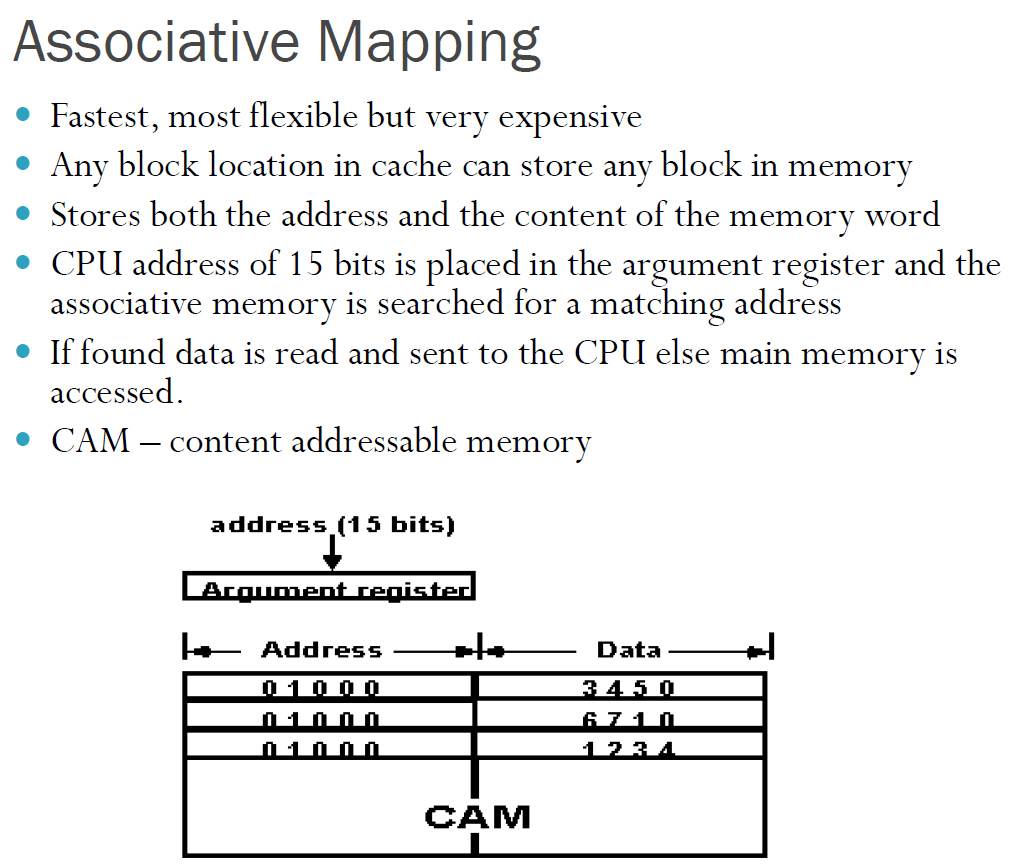 Associative Mapping
• Fastest, most flexible but very expensive
• Any block location in cache can store any block in memory
• Stores both the address and the content of the memory word
• CPU address of 15 bits is placed in the argument register and the
associative memory is searched for a matching address
• If found data is read and sent to the CPU else main memory is
accessed.
• CAM – content addressable memory
address (15 bits)
Argument register
Address Data
0 1 0 0 0 3 4 5 0
0 1 0 0 0 6 7 1 0
0 1 0 0 0 1 2 3 4
CAM